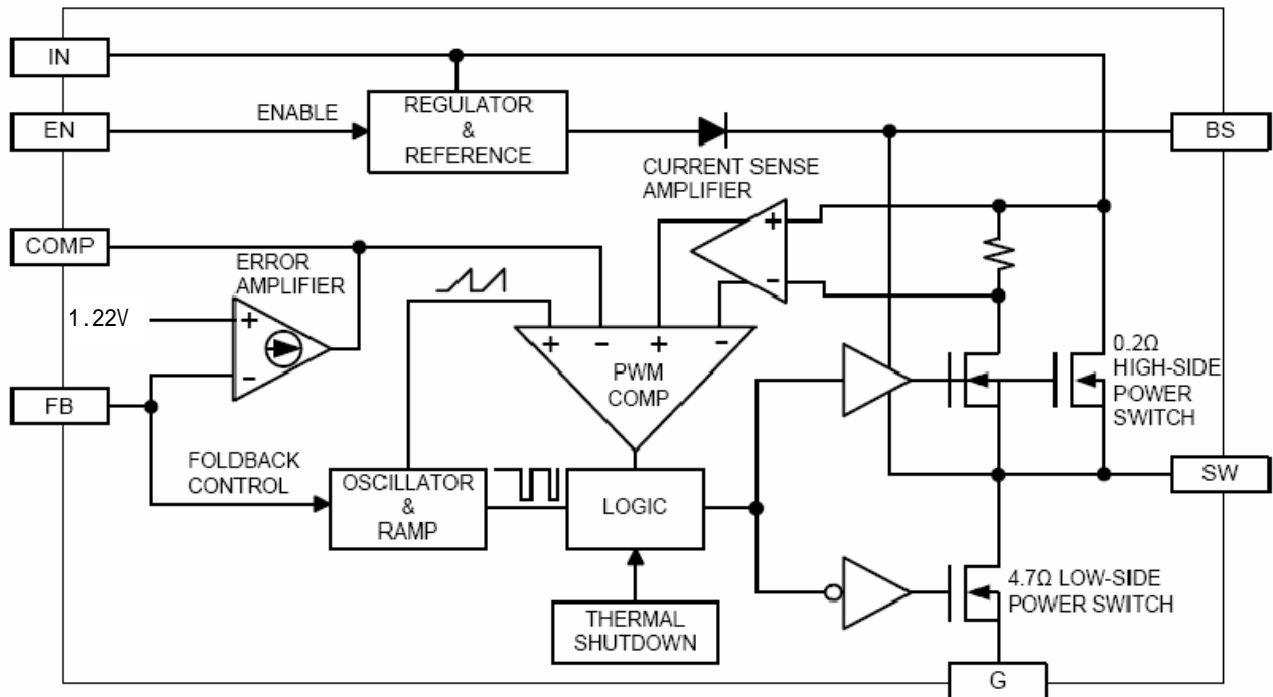 IN
EN
ENABLE
REGULATOR
&
REFERENCE
BS
CURRENT SENSE
AMPLIFIER
+
-
COMP
ERROR
AMPLIFIER
1.22V
+
-
FB
+ - + -
PWM
COMP
0.2Ω
HIGH-SIDE
POWER
SWITCH
FOLDBACK
CONTROL
OSCILLATOR
&
RAMP
LOGIC
SW
THERMAL
SHUTDOWN
4.7Ω LOW-SIDE
POWER SWITCH
G